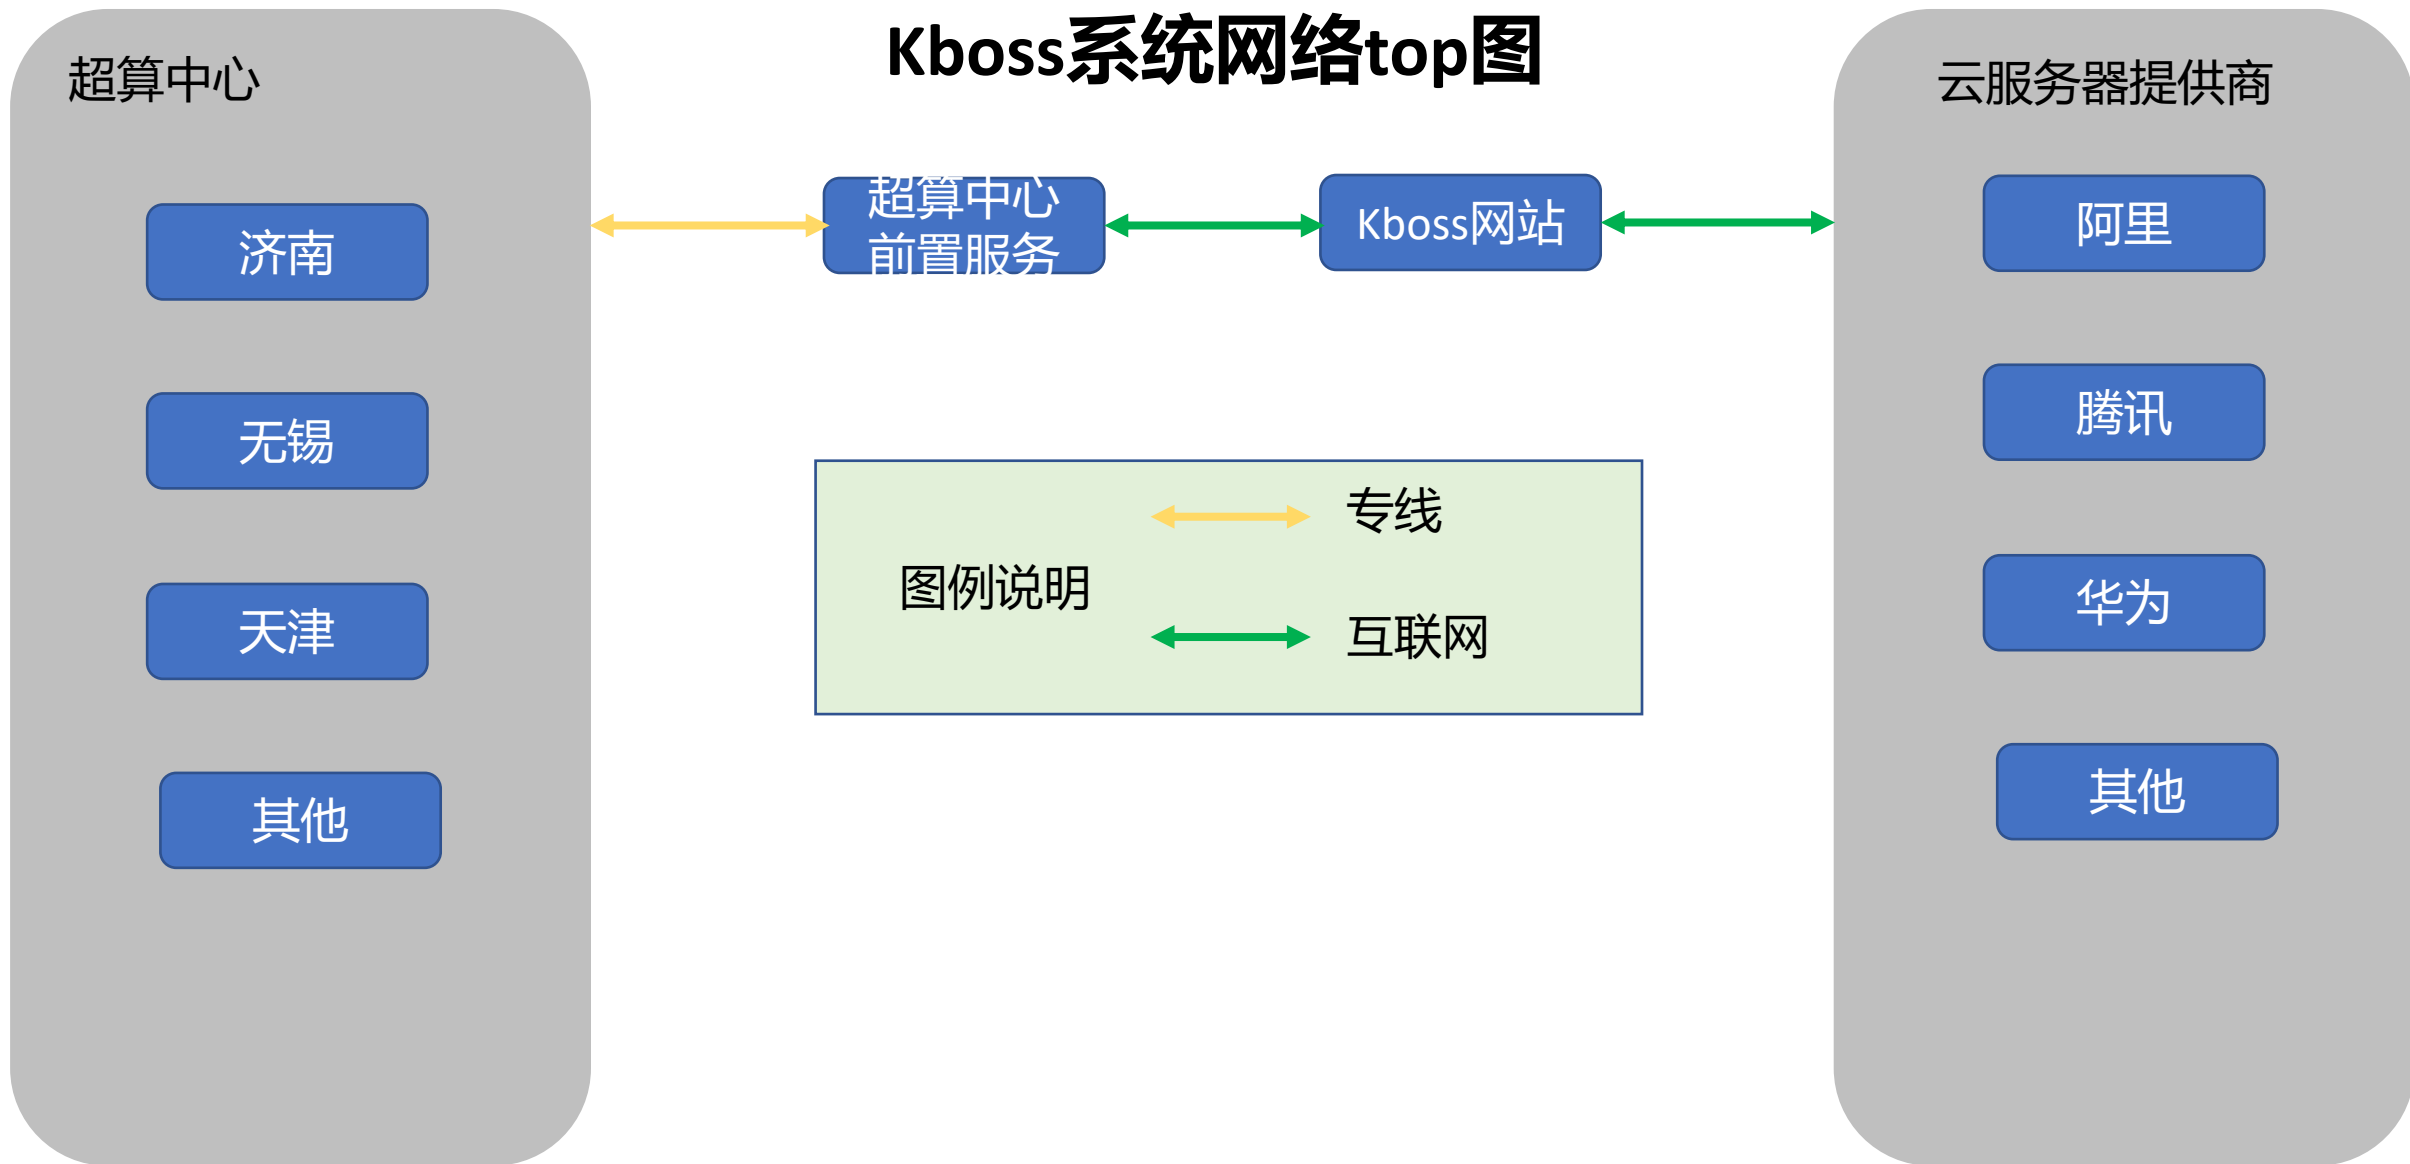 Kboss系统网络top图
超算中心
济南
无锡
天津
其他
超算中心
前置服务
Kboss网站
图例说明
专线
互联网
云服务器提供商
阿里
腾讯
华为
其他